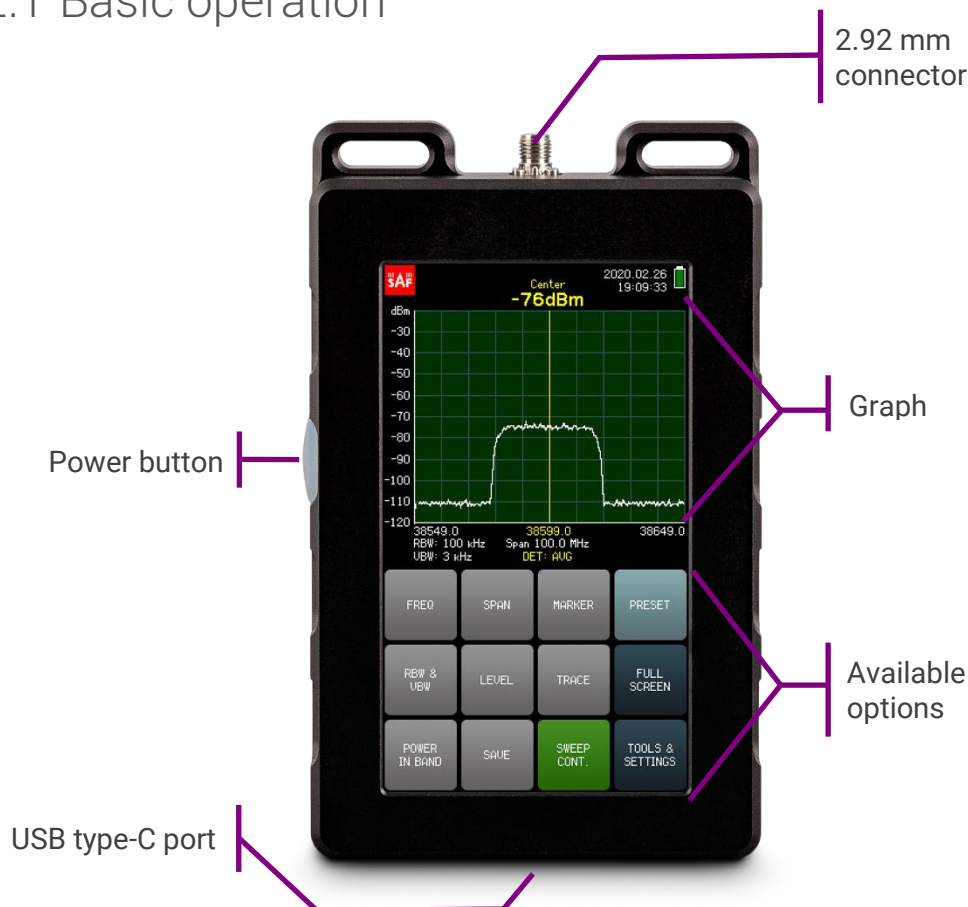 .1 Basic operation
2.92 mm
connector
SAF
Center
-76dBm
2020.02.26
19:09:33
dBm
-30
-40
-50
-60
-70
-80
-90
-100
-110
-120
38549.0
38599.0
38649.0
RBW: 100 kHz
Span 100.0 MHz
VBW: 3 kHz
DET: AVG
Graph
Power button
FREQ
SPAN
MARKER
PRESET
RBW &
VBW
LEVEL
TRACE
FULL
SCREEN
POWER
IN BAND
SAVE
SWEEP
CONT.
TOOLS &
SETTINGS
Available
options
USB type-C port